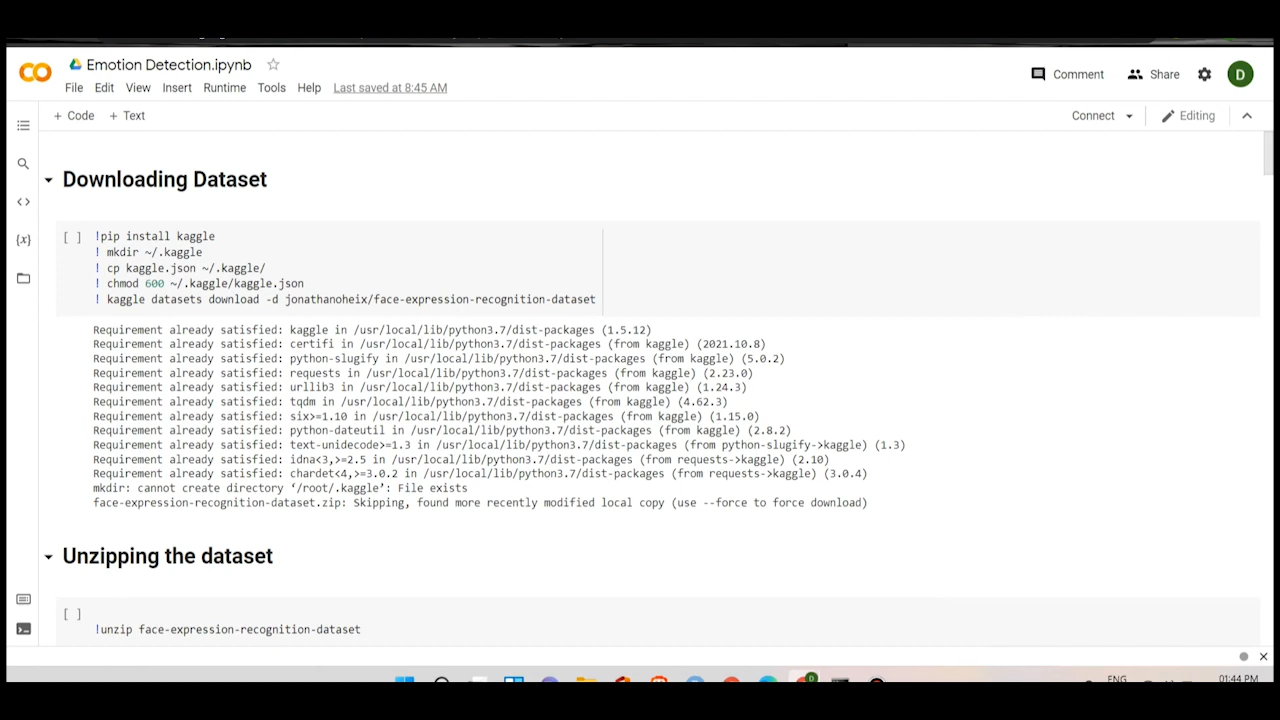 Emotion Detection.ipynb
File Edit View Insert Runtime Tools Help Last saved at 8:45 AM
Comment Share D
+ Code + Text
Connect Editing
Downloading Dataset
[ ] !pip install kaggle
! mkdir ~/.kaggle
! cp kaggle.json ~/.kaggle/
! chmod 600 ~/.kaggle/kaggle.json
! kaggle datasets download -d jonathanoheix/face-expression-recognition-dataset
Requirement already satisfied: kaggle in /usr/local/lib/python3.7/dist-packages (1.5.12)
Requirement already satisfied: certifi in /usr/local/lib/python3.7/dist-packages (from kaggle) (2021.10.8)
Requirement already satisfied: python-slugify in /usr/local/lib/python3.7/dist-packages (from kaggle) (5.0.2)
Requirement already satisfied: requests in /usr/local/lib/python3.7/dist-packages (from kaggle) (2.23.0)
Requirement already satisfied: urllib3 in /usr/local/lib/python3.7/dist-packages (from kaggle) (1.24.3)
Requirement already satisfied: tqdm in /usr/local/lib/python3.7/dist-packages (from kaggle) (4.62.3)
Requirement already satisfied: six>=1.10 in /usr/local/lib/python3.7/dist-packages (from kaggle) (1.15.0)
Requirement already satisfied: python-dateutil in /usr/local/lib/python3.7/dist-packages (from kaggle) (2.8.2)
Requirement already satisfied: text-unidecode>=1.3 in /usr/local/lib/python3.7/dist-packages (from python-slugify->kaggle) (1.3)
Requirement already satisfied: idna<3,>=2.5 in /usr/local/lib/python3.7/dist-packages (from requests->kaggle) (2.10)
Requirement already satisfied: chardet<4,>=3.0.2 in /usr/local/lib/python3.7/dist-packages (from requests->kaggle) (3.0.4)
mkdir: cannot create directory ‘/root/.kaggle’: File exists
face-expression-recognition-dataset.zip: Skipping, found more recently modified local copy (use --force to force download)
Unzipping the dataset
[ ]
!unzip face-expression-recognition-dataset
ENG
01:44 PM